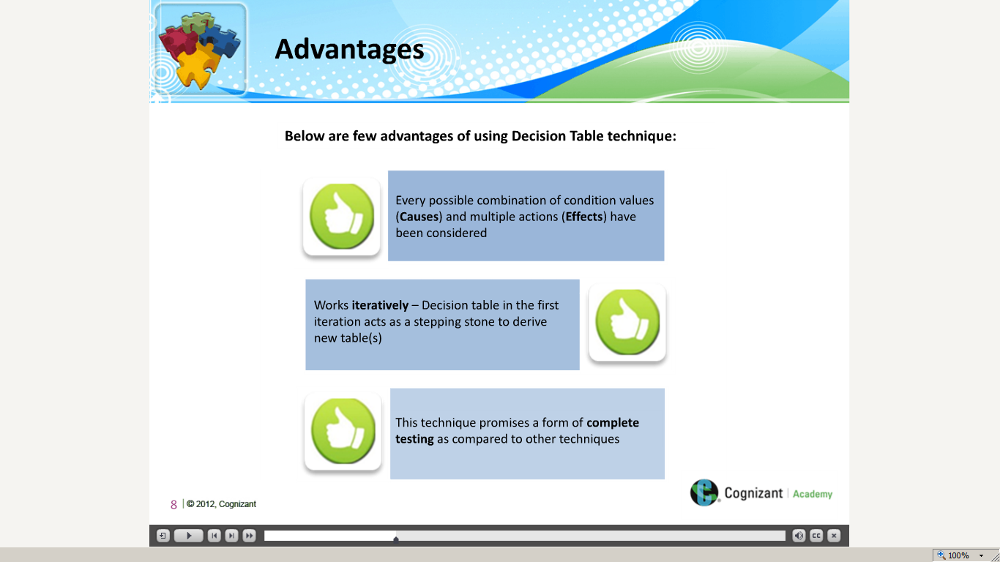 Advantages
Below are few advantages of using Decision Table technique:
Every possible combination of condition values
(Causes) and multiple actions (Effects) have
been considered
Works iteratively – Decision table in the first
iteration acts as a stepping stone to derive
new table(s)
This technique promises a form of complete
testing as compared to other techniques
Cognizant | Academy
8 | © 2012, Cognizant
CC
100%